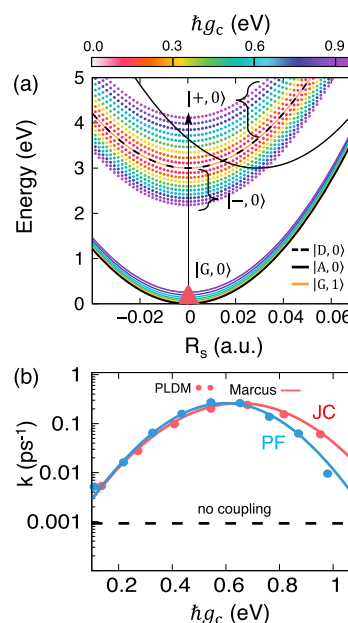 ħg_c (eV)
0.0 0.3 0.6 0.9
(a)
5
4
3
2
1
0
Energy (eV)
|+,0⟩
|−,0⟩
|G,0⟩
|D,0⟩
|A,0⟩
|G,1⟩
−0.02 0.00 0.02 0.04 0.06
R_s (a.u.)
(b)
1
0.1
0.01
0.001
k (ps⁻¹)
PLDM Marcus
JC
PF
no coupling
0.2 0.4 0.6 0.8 1
ħg_c (eV)